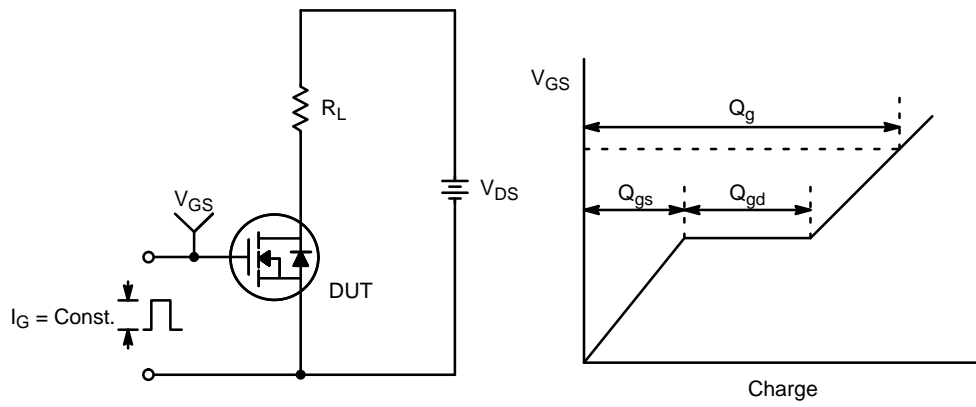 R_L
V_DS
V_GS
DUT
I_G = Const.
V_GS
Q_g
Q_gs
Q_gd
Charge